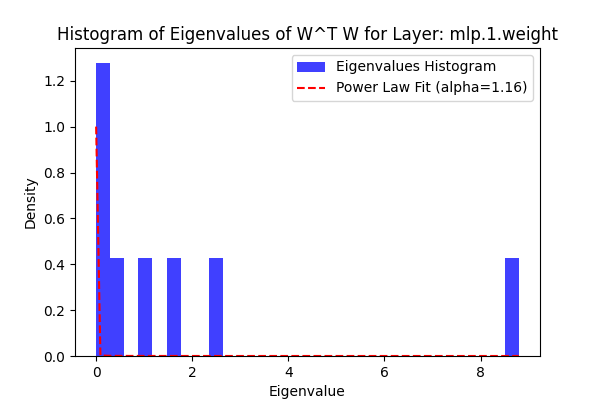 Histogram of Eigenvalues of W^T W for Layer: mlp.1.weight
Eigenvalues Histogram
Power Law Fit (alpha=1.16)
1.2
1.0
0.8
0.6
0.4
0.2
0.0
Density
0 2 4 6 8
Eigenvalue